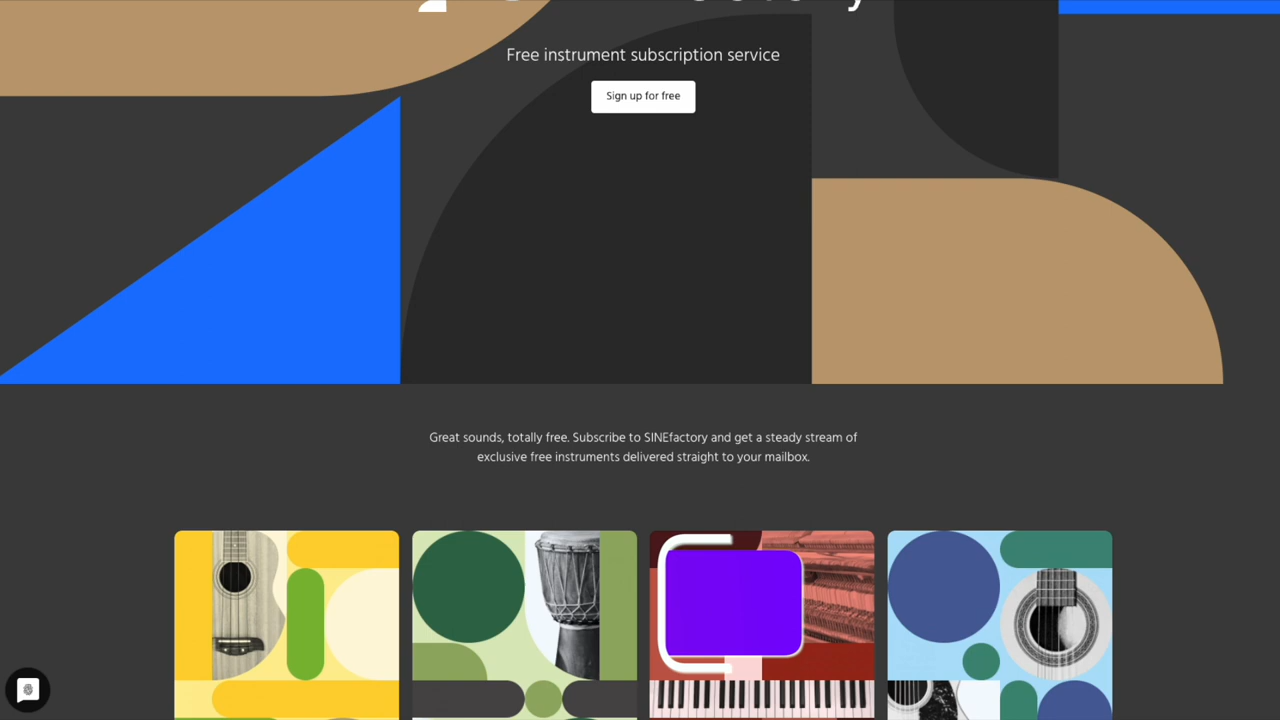 Free instrument subscription service
Sign up for free
Great sounds, totally free. Subscribe to SINEfactory and get a steady stream of
exclusive free instruments delivered straight to your mailbox.